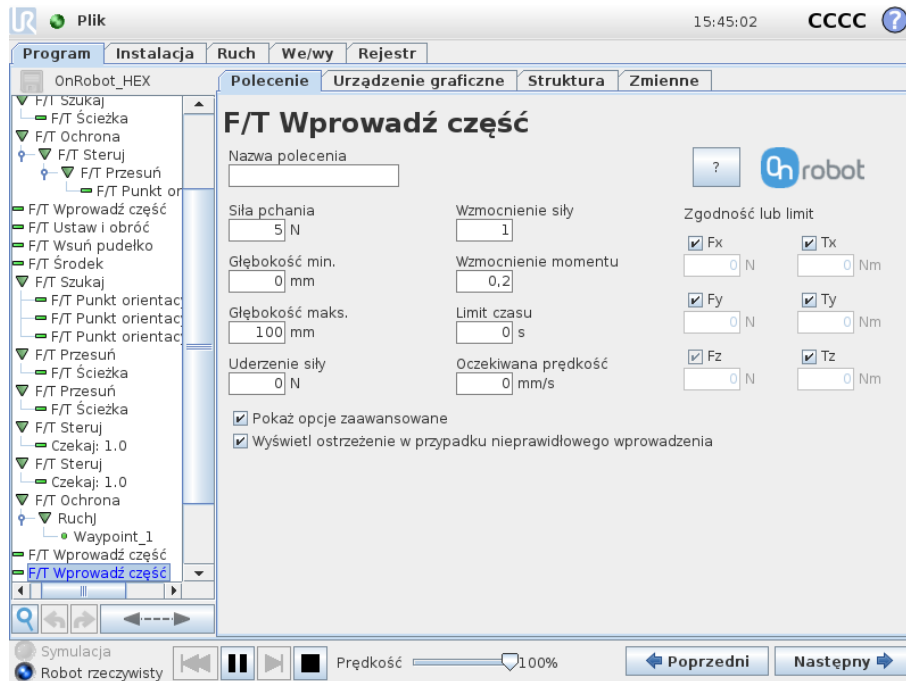 Plik
15:45:02
CCCC
?
Program Instalacja Ruch We/wy Rejestr
OnRobot_HEX
Polecenie Urządzenie graficzne Struktura Zmienne
F/T Szukaj
F/T Ścieżka
F/T Ochrona
F/T Steruj
F/T Przesuń
F/T Punkt or
F/T Wprowadź część
F/T Ustaw i obróć
F/T Wsuń pudełko
F/T Środek
F/T Szukaj
F/T Punkt orientac
F/T Punkt orientac
F/T Punkt orientac
F/T Przesuń
F/T Ścieżka
F/T Przesuń
F/T Ścieżka
F/T Steruj
Czekaj: 1.0
F/T Steruj
Czekaj: 1.0
F/T Ochrona
RuchJ
Waypoint_1
F/T Wprowadź część
F/T Wprowadź część
F/T Wprowadź część
Nazwa polecenia
?
On robot
Siła pchania Wzmocnienie siły Zgodność lub limit
5 N 1
Fx Tx
0 N 0 Nm
Głębokość min. Wzmocnienie momentu
0 mm 0,2
Fy Ty
0 N 0 Nm
Głębokość maks. Limit czasu
100 mm 0 s
Fz Tz
0 N 0 Nm
Uderzenie siły Oczekiwana prędkość
0 N 0 mm/s
Pokaż opcje zaawansowane
Wyświetl ostrzeżenie w przypadku nieprawidłowego wprowadzenia
Symulacja
Robot rzeczywisty
Prędkość 100%
Poprzedni Następny